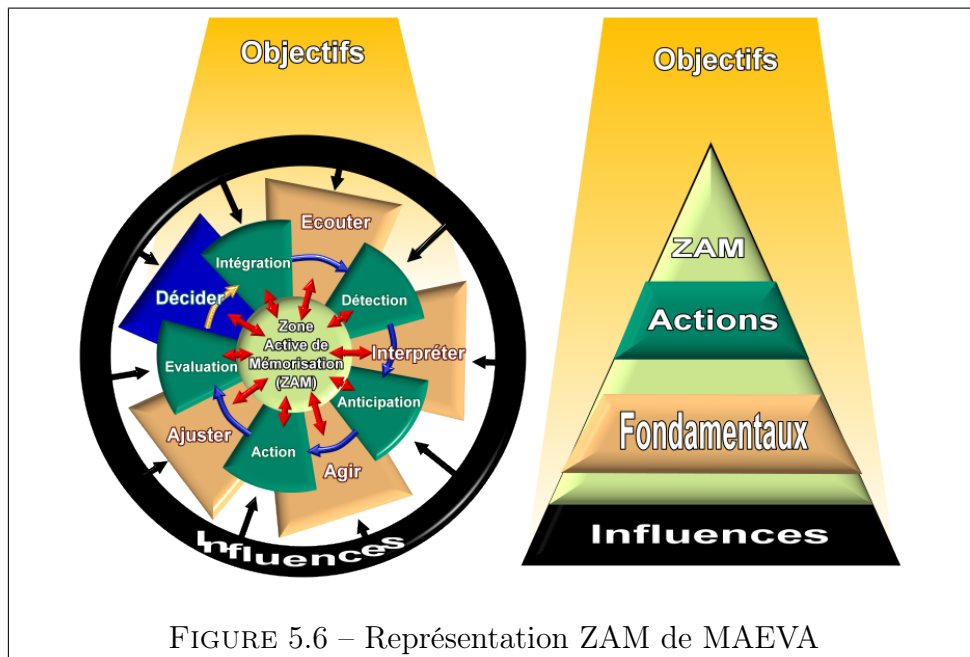 Objectifs
Ecouter
Intégration
Détection
Décider
Zone
Active de
Mémorisation
(ZAM)
Interpréter
Evaluation
Anticipation
Ajuster
Action
Agir
Influences
Objectifs
ZAM
Actions
Fondamentaux
Influences
FIGURE 5.6 – Représentation ZAM de MAEVA